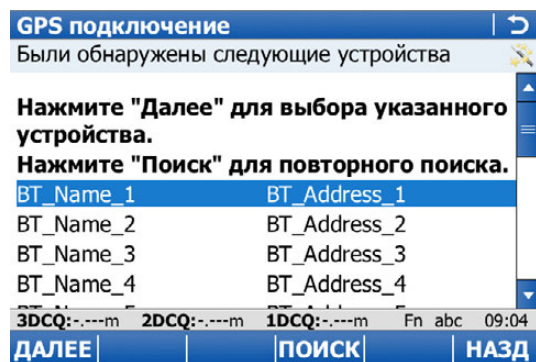 GPS подключение
Были обнаружены следующие устройства
Нажмите "Далее" для выбора указанного
устройства.
Нажмите "Поиск" для повторного поиска.
BT_Name_1 BT_Address_1
BT_Name_2 BT_Address_2
BT_Name_3 BT_Address_3
BT_Name_4 BT_Address_4
3DCQ:-.---m 2DCQ:-.---m 1DCQ:-.---m Fn abc 09:04
ДАЛЕЕ ПОИСК НАЗД